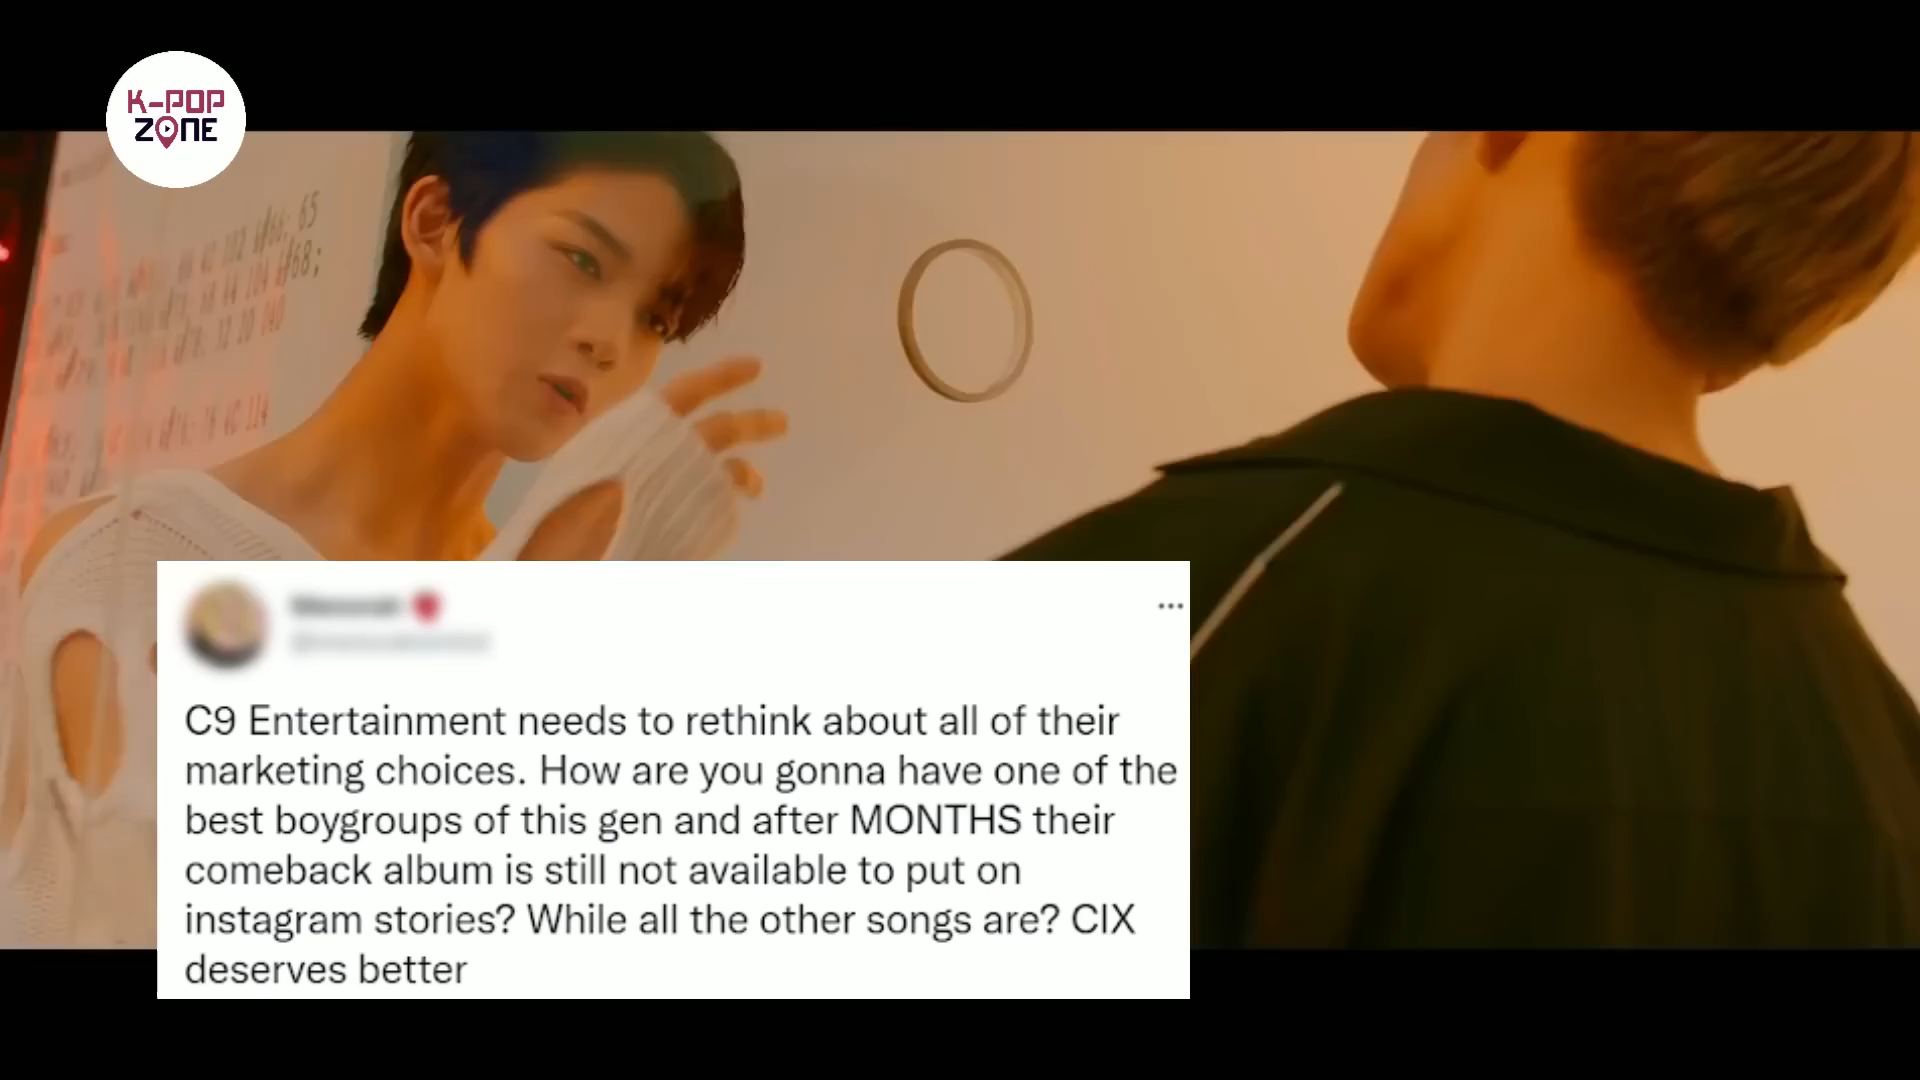 K-POP
ZONE
C9 Entertainment needs to rethink about all of their
marketing choices. How are you gonna have one of the
best boygroups of this gen and after MONTHS their
comeback album is still not available to put on
instagram stories? While all the other songs are? CIX
deserves better